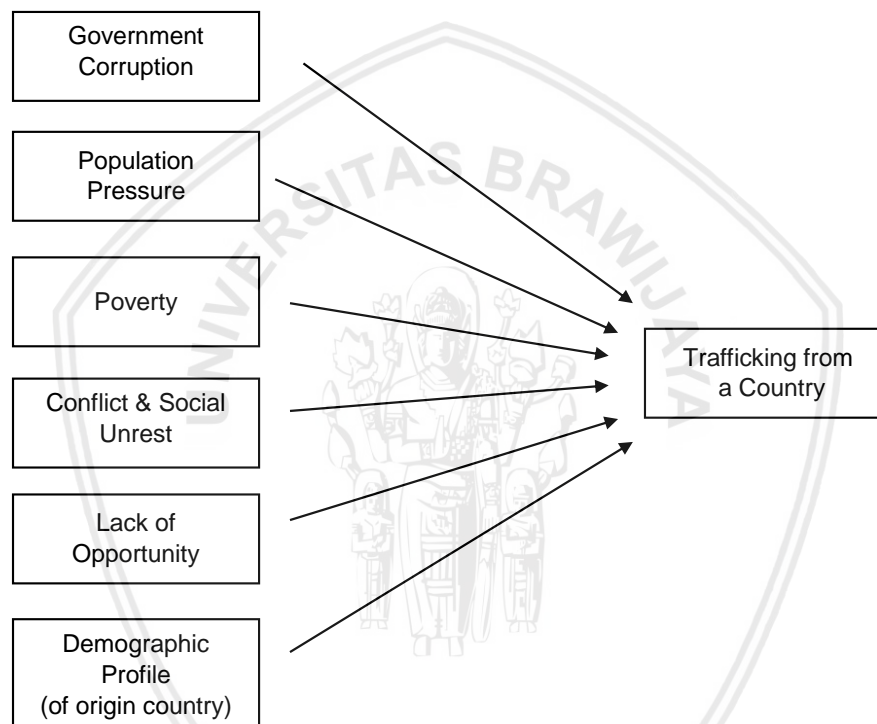 Government
Corruption
Population
Pressure
Poverty
Conflict & Social
Unrest
Lack of
Opportunity
Demographic
Profile
(of origin country)
Trafficking from
a Country
UNIVERSITAS BRAWIJAYA